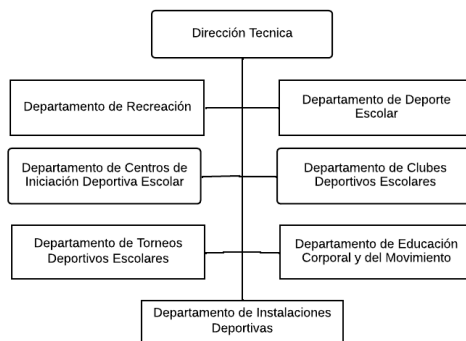 Dirección Tecnica
Departamento de Recreación
Departamento de Deporte
Escolar
Departamento de Centros de
Iniciación Deportiva Escolar
Departamento de Clubes
Deportivos Escolares
Departamento de Torneos
Deportivos Escolares
Departamento de Educación
Corporal y del Movimiento
Departamento de Instalaciones
Deportivas